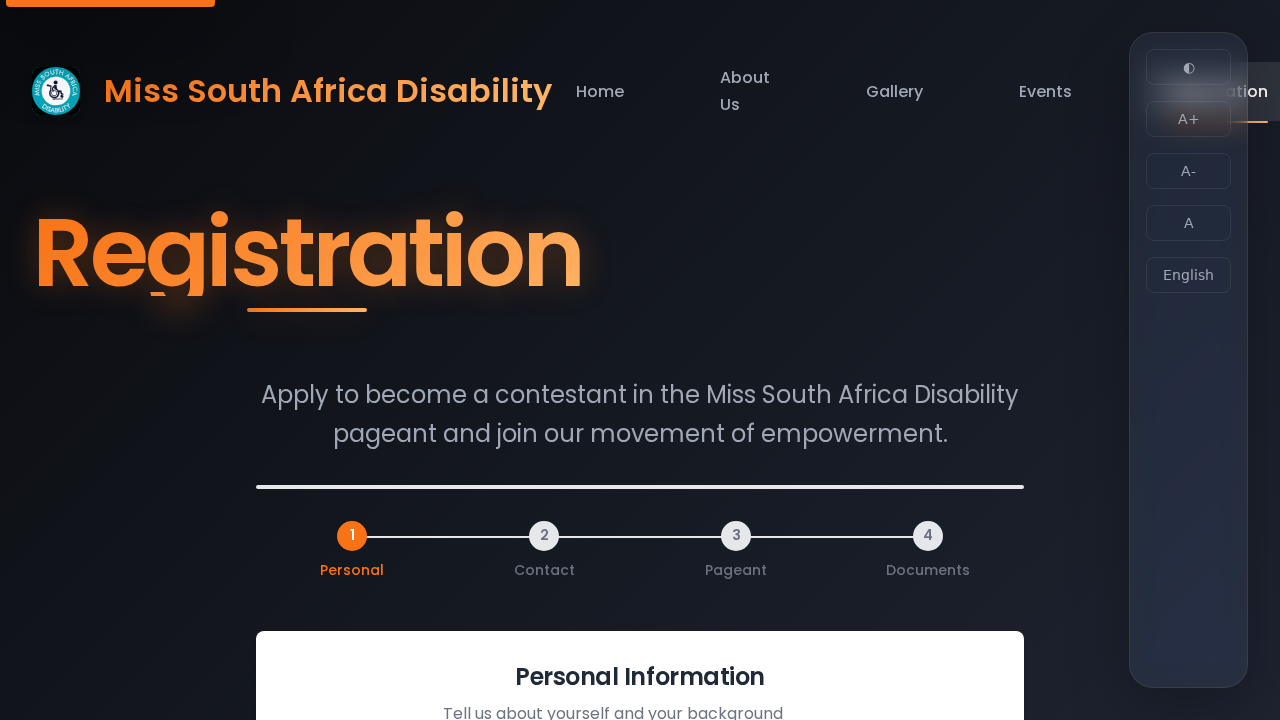 MISS SOUTH AFRICA
DISABILITY
Miss South Africa Disability
Home
About
Us
Gallery
Events
ation
◐
A+
A-
A
English
Registration
Apply to become a contestant in the Miss South Africa Disability
pageant and join our movement of empowerment.
1
2
3
4
Personal
Contact
Pageant
Documents
Personal Information
Tell us about yourself and your background